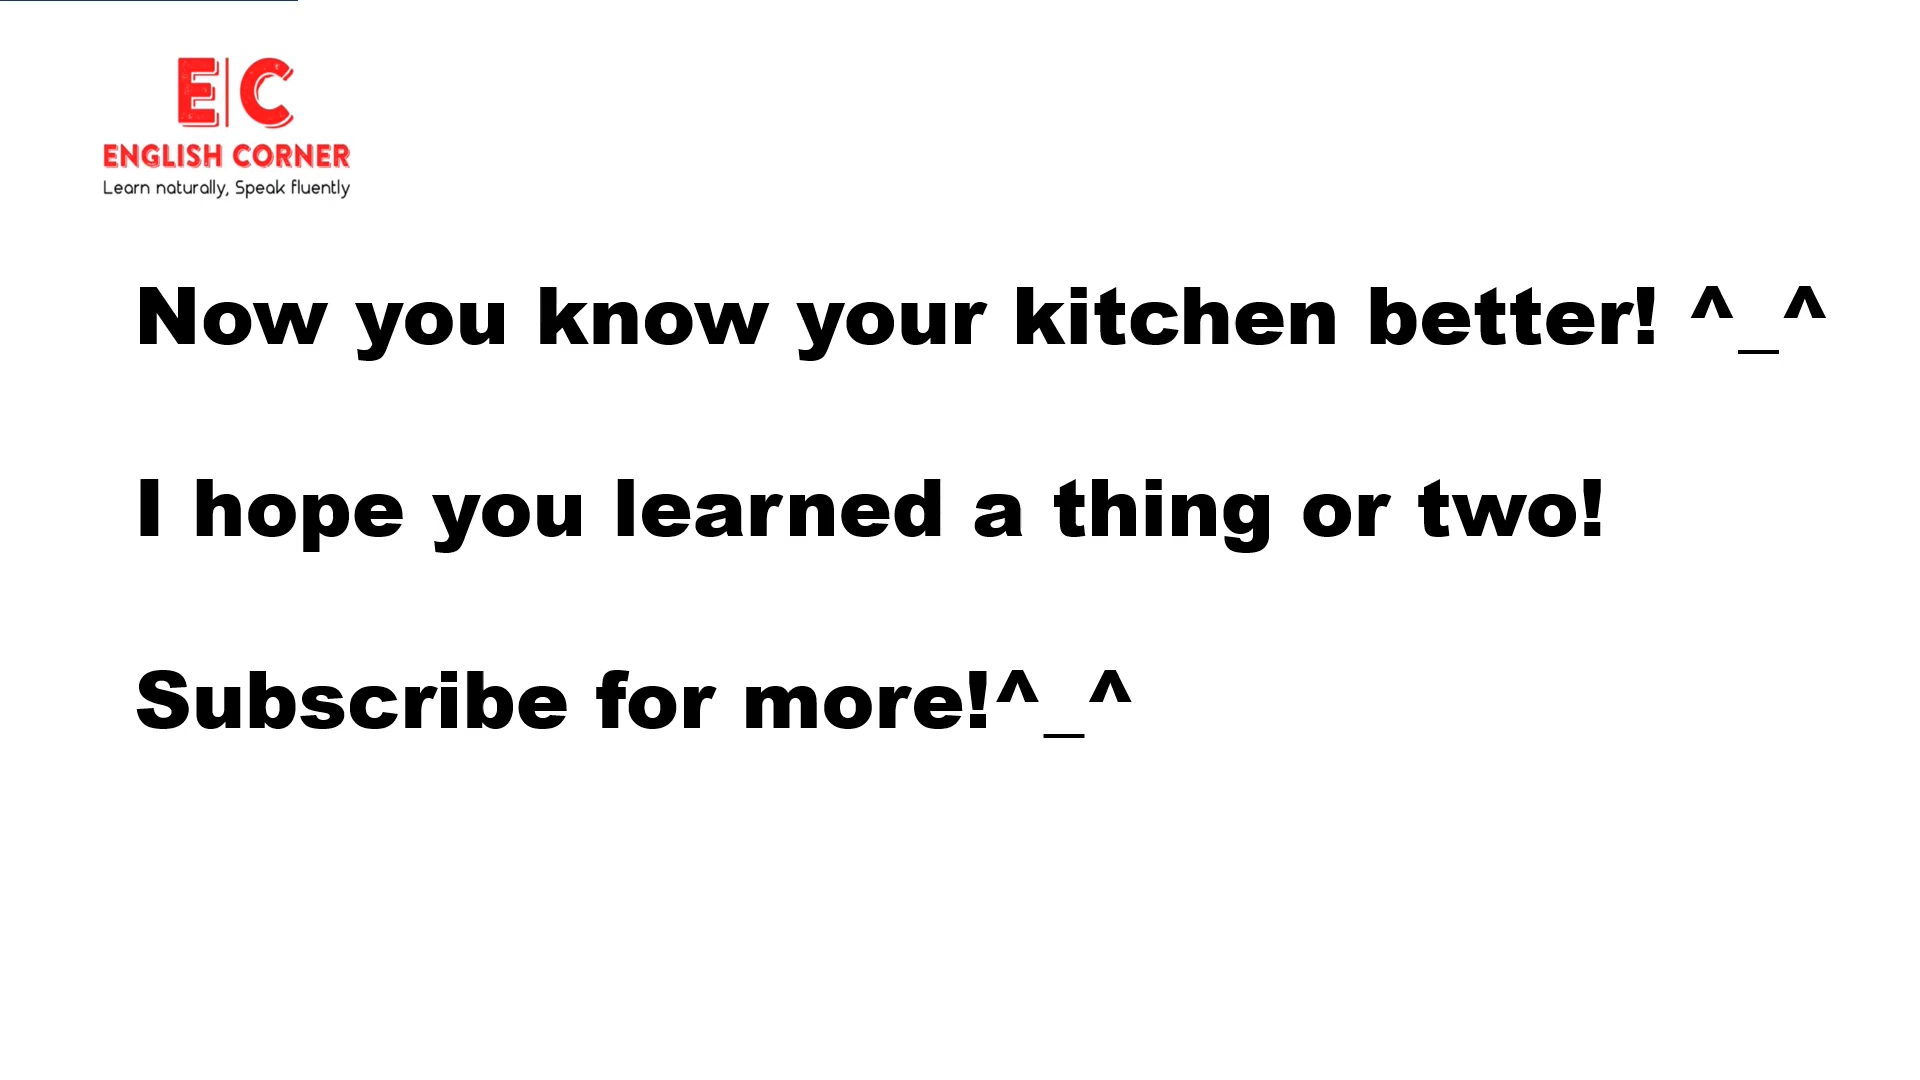 E|C
ENGLISH CORNER
Learn naturally, Speak fluently
Now you know your kitchen better! ^_^
I hope you learned a thing or two!
Subscribe for more!^_^